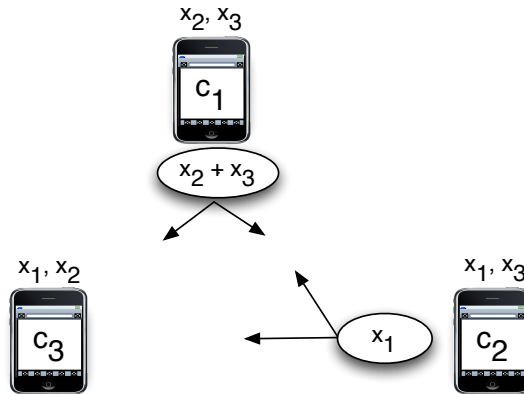 x₂, x₃
c₁
x₂ + x₃
x₁, x₂
c₃
x₁
x₁, x₃
c₂